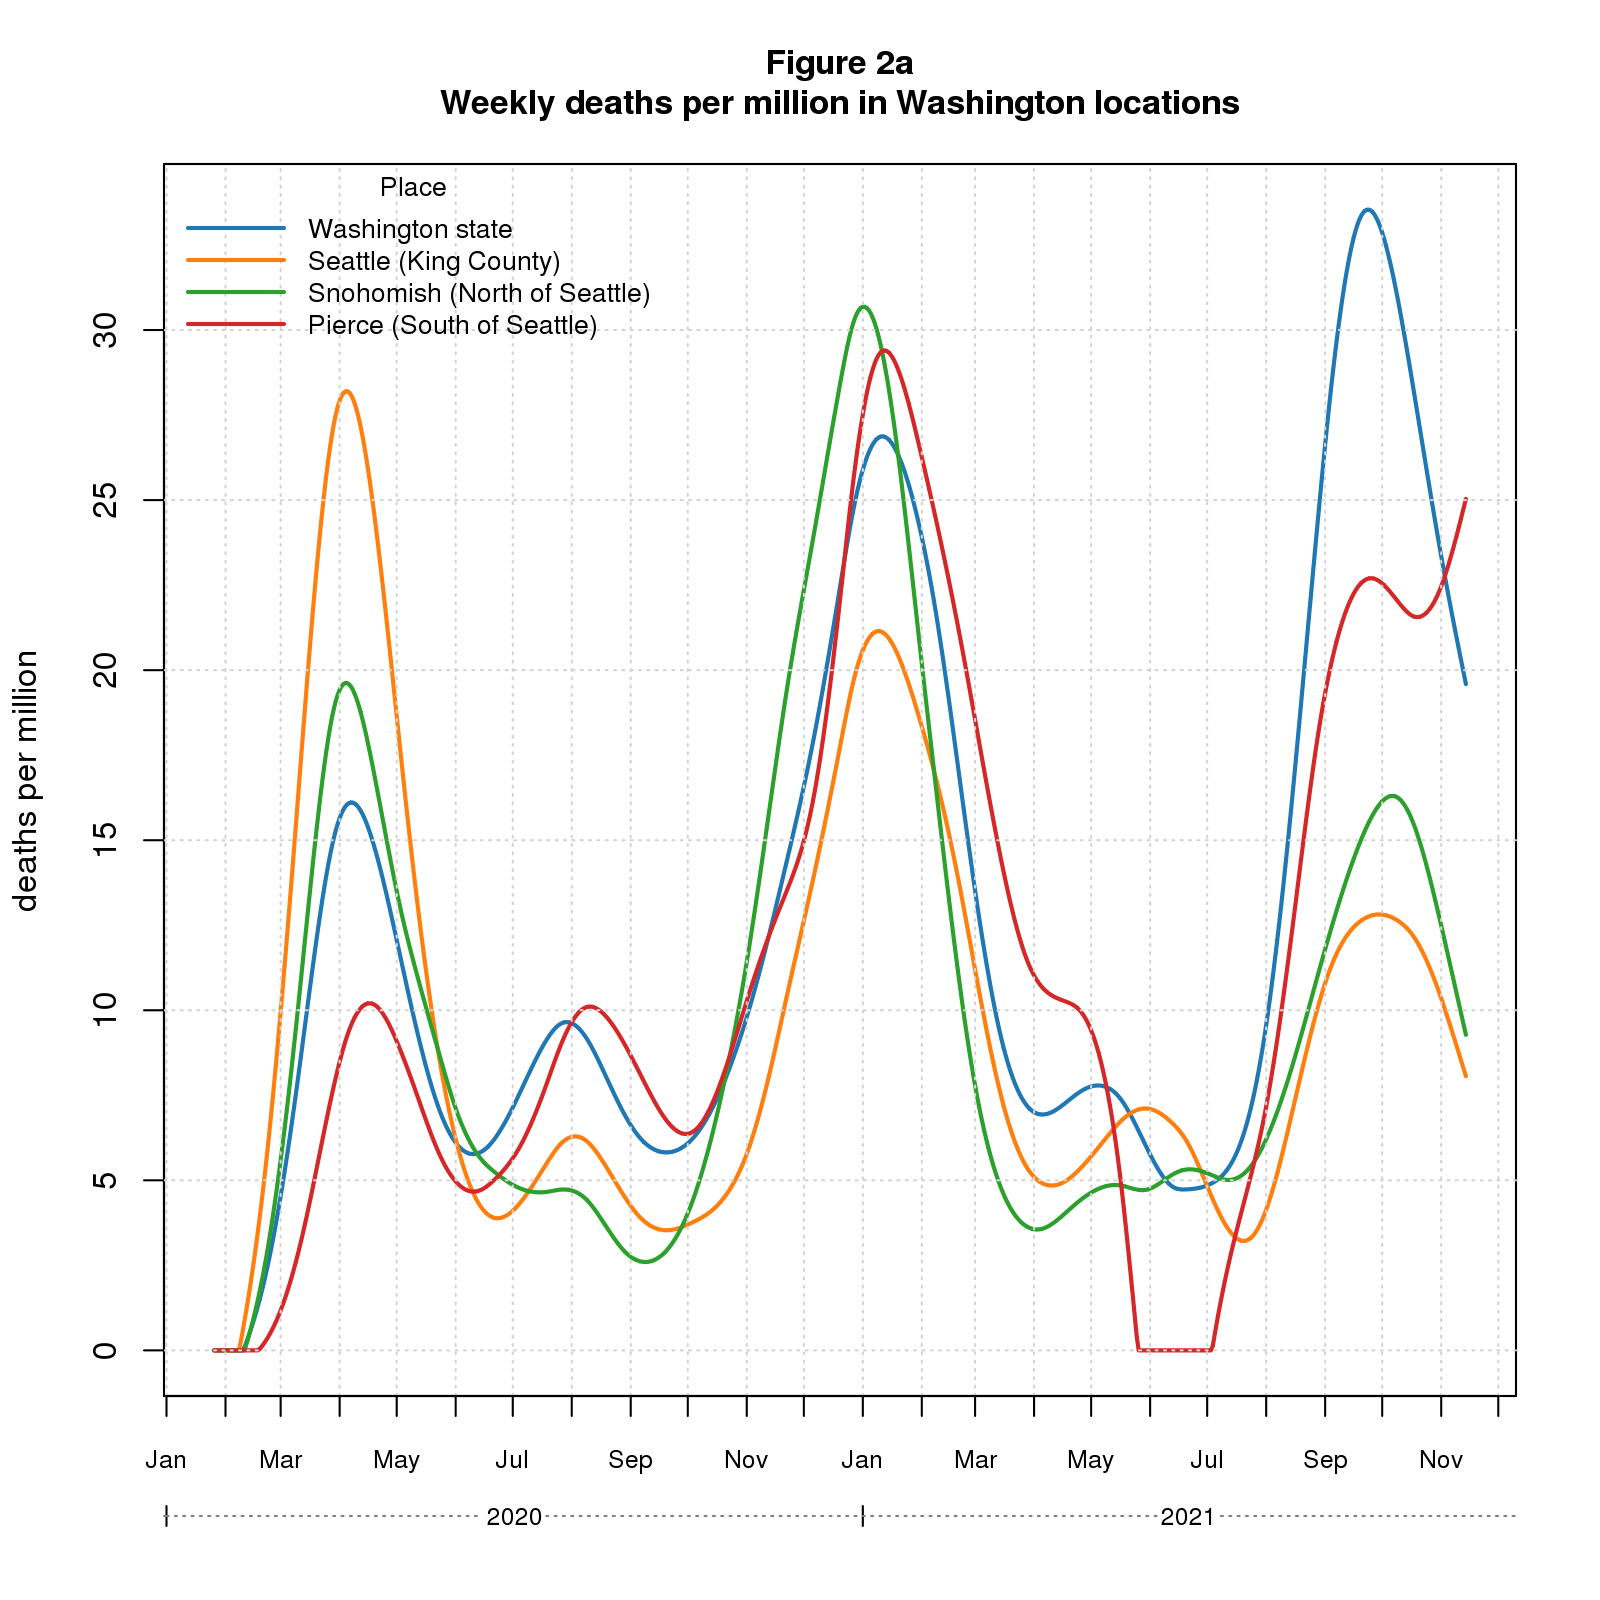 Figure 2a
Weekly deaths per million in Washington locations
Place
Washington state
Seattle (King County)
Snohomish (North of Seattle)
Pierce (South of Seattle)
deaths per million
30
25
20
15
10
5
0
Jan Mar May Jul Sep Nov Jan Mar May Jul Sep Nov
2020 2021